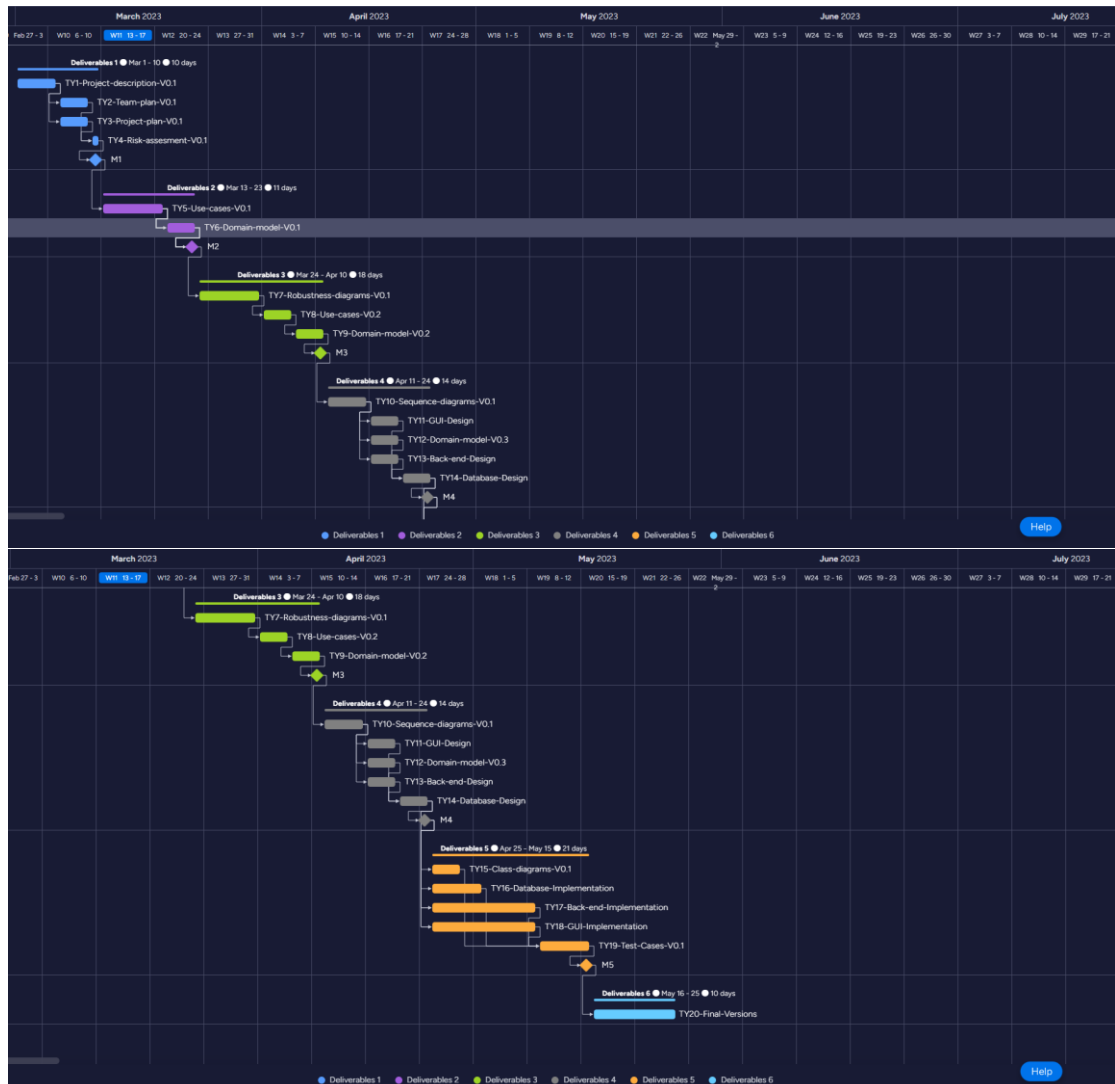 March 2023 April 2023 May 2023 June 2023 July 2023
Feb 27 - 3 W10 6 - 10 W11 13 - 17 W12 20 - 24 W13 27 - 31 W14 3 - 7 W15 10 - 14 W16 17 - 21 W17 24 - 28 W18 1 - 5 W19 8 - 12 W20 15 - 19 W21 22 - 26 W22 May 29 - 2 W23 5 - 9 W24 12 - 16 W25 19 - 23 W26 26 - 30 W27 3 - 7 W28 10 - 14 W29 17 - 21
Deliverables 1 ● Mar 1 - 10 ● 10 days
TY1-Project-description-V0.1
TY2-Team-plan-V0.1
TY3-Project-plan-V0.1
TY4-Risk-assesment-V0.1
M1
Deliverables 2 ● Mar 13 - 23 ● 11 days
TY5-Use-cases-V0.1
TY6-Domain-model-V0.1
M2
Deliverables 3 ● Mar 24 - Apr 10 ● 18 days
TY7-Robustness-diagrams-V0.1
TY8-Use-cases-V0.2
TY9-Domain-model-V0.2
M3
Deliverables 4 ● Apr 11 - 24 ● 14 days
TY10-Sequence-diagrams-V0.1
TY11-GUI-Design
TY12-Domain-model-V0.3
TY13-Back-end-Design
TY14-Database-Design
M4
Help
Deliverables 1 Deliverables 2 Deliverables 3 Deliverables 4 Deliverables 5 Deliverables 6
March 2023 April 2023 May 2023 June 2023 July 2023
Feb 27 - 3 W10 6 - 10 W11 13 - 17 W12 20 - 24 W13 27 - 31 W14 3 - 7 W15 10 - 14 W16 17 - 21 W17 24 - 28 W18 1 - 5 W19 8 - 12 W20 15 - 19 W21 22 - 26 W22 May 29 - 2 W23 5 - 9 W24 12 - 16 W25 19 - 23 W26 26 - 30 W27 3 - 7 W28 10 - 14 W29 17 - 21
Deliverables 3 ● Mar 24 - Apr 10 ● 18 days
TY7-Robustness-diagrams-V0.1
TY8-Use-cases-V0.2
TY9-Domain-model-V0.2
M3
Deliverables 4 ● Apr 11 - 24 ● 14 days
TY10-Sequence-diagrams-V0.1
TY11-GUI-Design
TY12-Domain-model-V0.3
TY13-Back-end-Design
TY14-Database-Design
M4
Deliverables 5 ● Apr 25 - May 15 ● 21 days
TY15-Class-diagrams-V0.1
TY16-Database-Implementation
TY17-Back-end-Implementation
TY18-GUI-Implementation
TY19-Test-Cases-V0.1
M5
Deliverables 6 ● May 16 - 25 ● 10 days
TY20-Final-Versions
Help
Deliverables 1 Deliverables 2 Deliverables 3 Deliverables 4 Deliverables 5 Deliverables 6